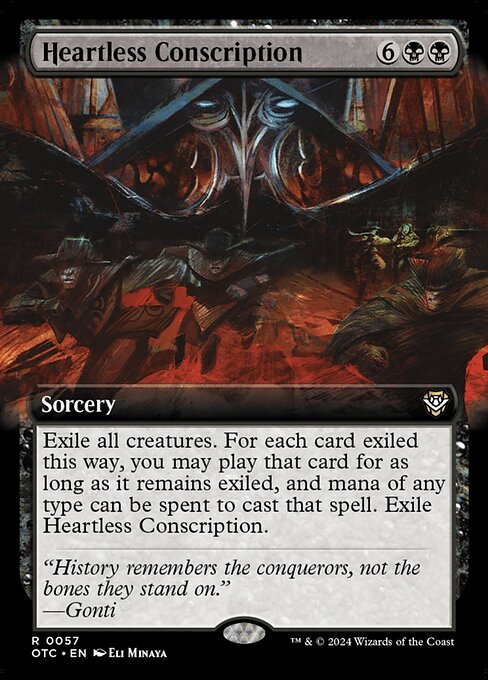 Heartless Conscription 6
Sorcery
Exile all creatures. For each card exiled
this way, you may play that card for as
long as it remains exiled, and mana of any
type can be spent to cast that spell. Exile
Heartless Conscription.
“History remembers the conquerors, not the
bones they stand on.”
—Gonti
R 0057
OTC • EN Eli Minaya
™ & © 2024 Wizards of the Coast